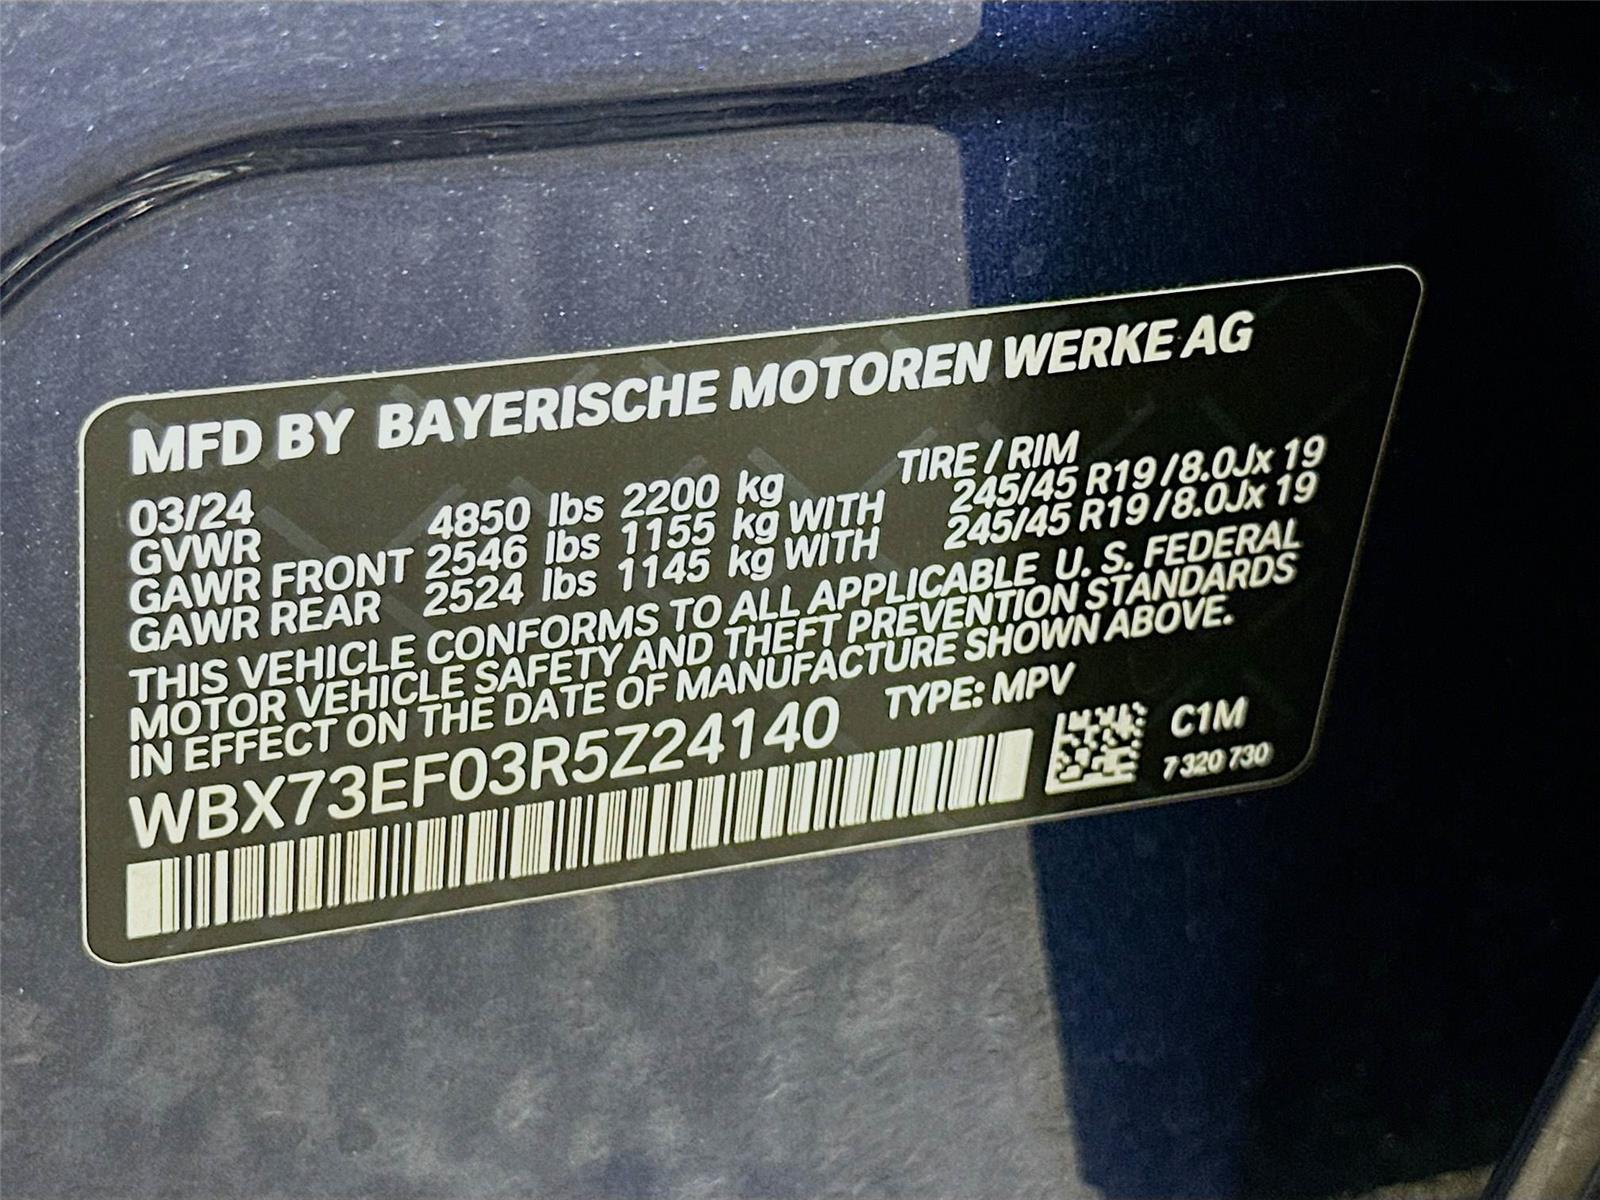 MFD BY BAYERISCHE MOTOREN WERKE AG
03/24 TIRE / RIM
GVWR 4850 lbs 2200 kg
GAWR FRONT 2546 lbs 1155 kg WITH 245/45 R19 /8.0Jx 19
GAWR REAR 2524 lbs 1145 kg WITH 245/45 R19 /8.0Jx 19
THIS VEHICLE CONFORMS TO ALL APPLICABLE U. S. FEDERAL
MOTOR VEHICLE SAFETY AND THEFT PREVENTION STANDARDS
IN EFFECT ON THE DATE OF MANUFACTURE SHOWN ABOVE.
WBX73EF03R5Z24140 TYPE: MPV
C1M
7 320 730